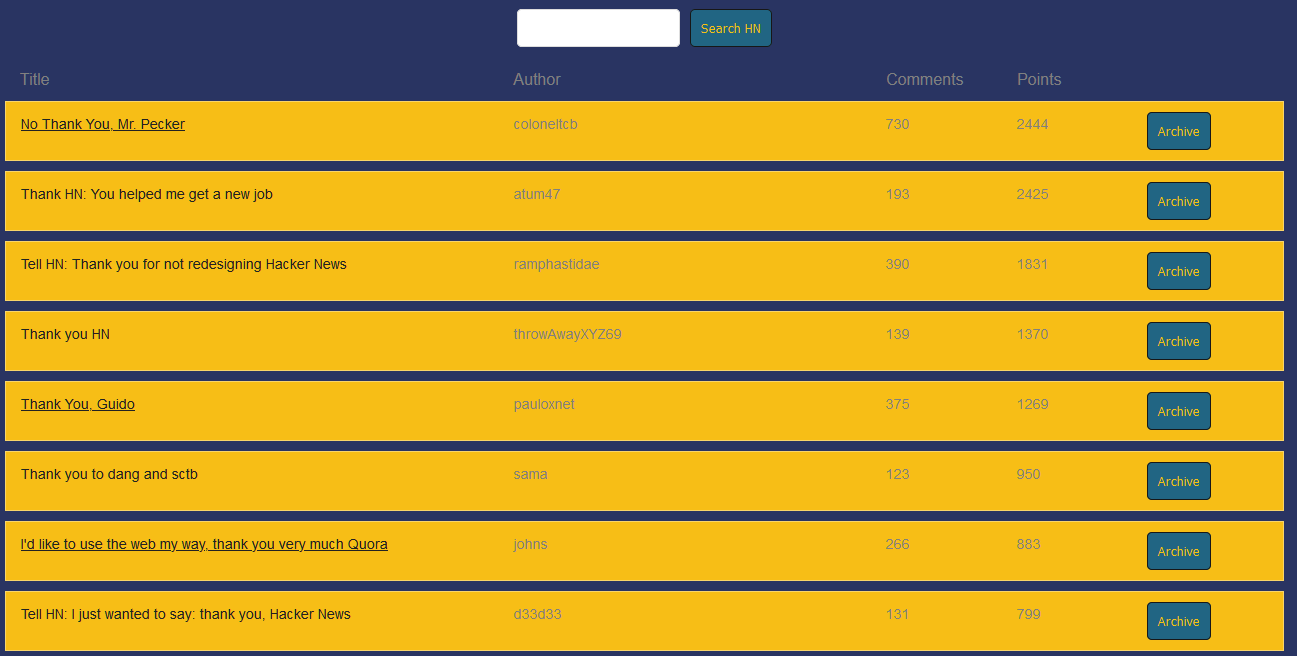 Search HN
Title Author Comments Points
No Thank You, Mr. Pecker coloneltcb 730 2444 Archive
Thank HN: You helped me get a new job atum47 193 2425 Archive
Tell HN: Thank you for not redesigning Hacker News ramphastidae 390 1831 Archive
Thank you HN throwAwayXYZ69 139 1370 Archive
Thank You, Guido pauloxnet 375 1269 Archive
Thank you to dang and sctb sama 123 950 Archive
I'd like to use the web my way, thank you very much Quora johns 266 883 Archive
Tell HN: I just wanted to say: thank you, Hacker News d33d33 131 799 Archive